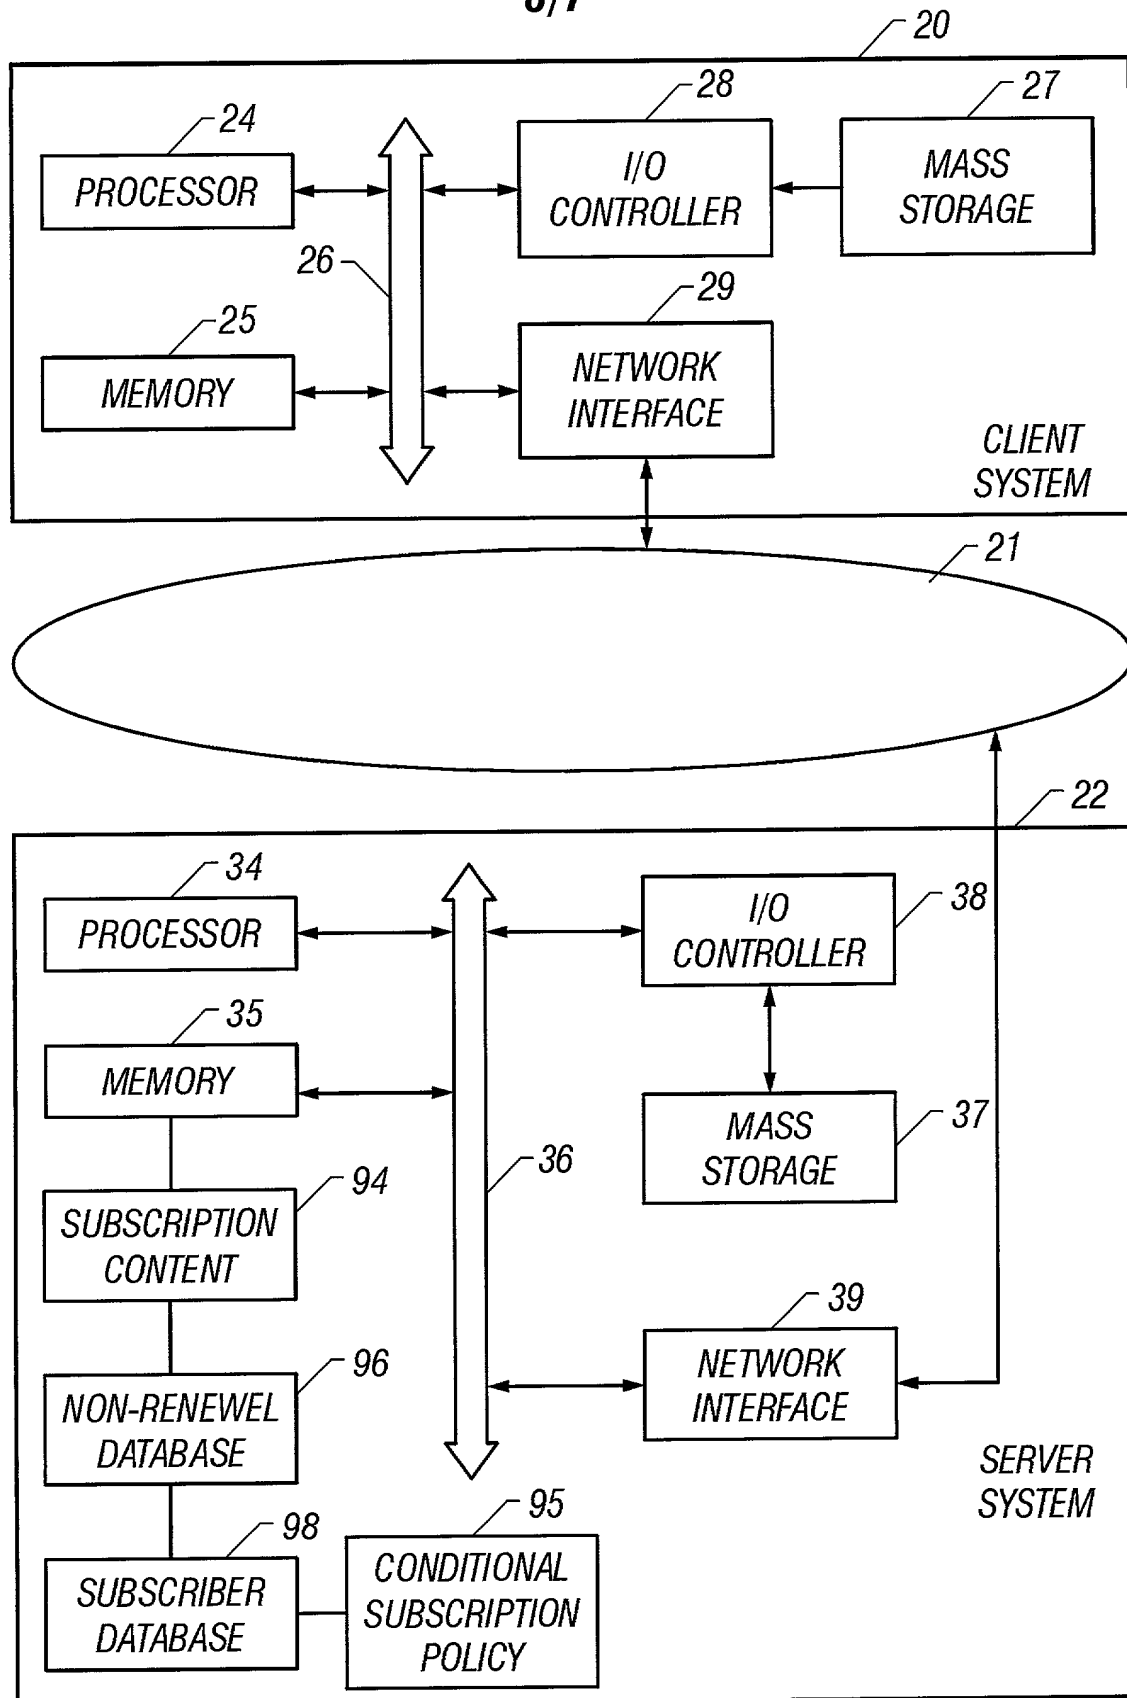 20
24
28
27
PROCESSOR
I/O
CONTROLLER
MASS
STORAGE
26
25
29
MEMORY
NETWORK
INTERFACE
CLIENT
SYSTEM
21
22
34
38
PROCESSOR
I/O
CONTROLLER
35
MEMORY
37
MASS
STORAGE
36
94
SUBSCRIPTION
CONTENT
39
NETWORK
INTERFACE
96
NON-RENEWEL
DATABASE
SERVER
SYSTEM
98
95
SUBSCRIBER
DATABASE
CONDITIONAL
SUBSCRIPTION
POLICY